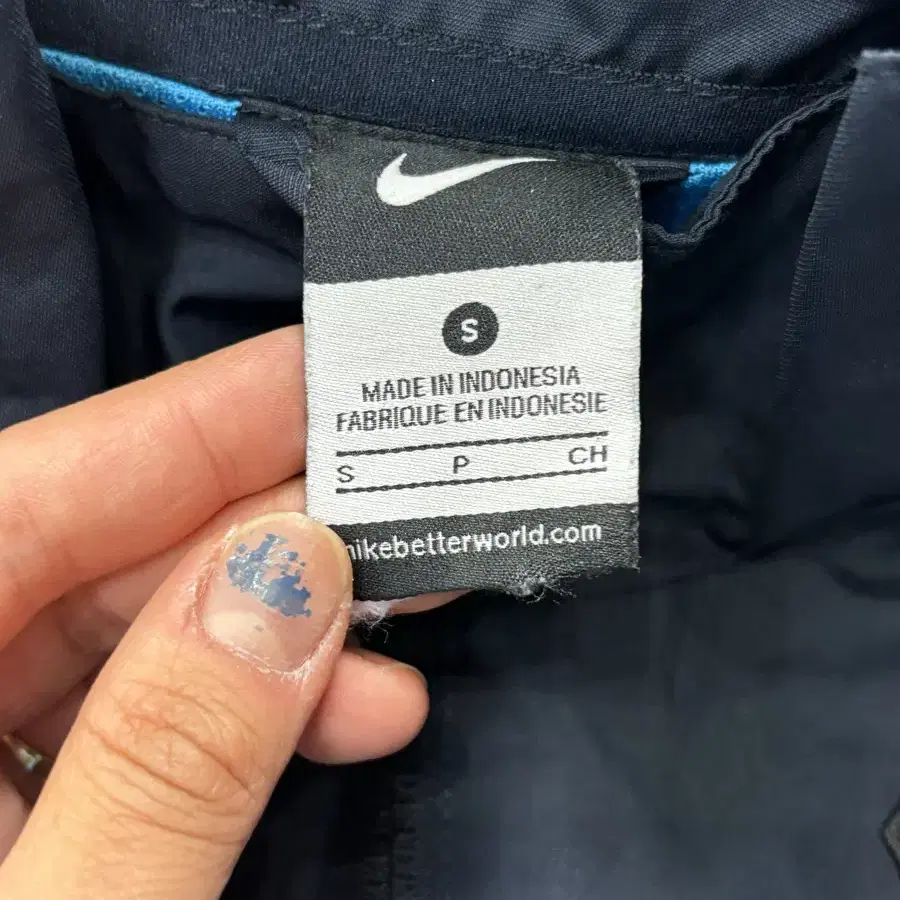 S
MADE IN INDONESIA
FABRIQUE EN INDONESIE
S P CH
nikebetterworld.com